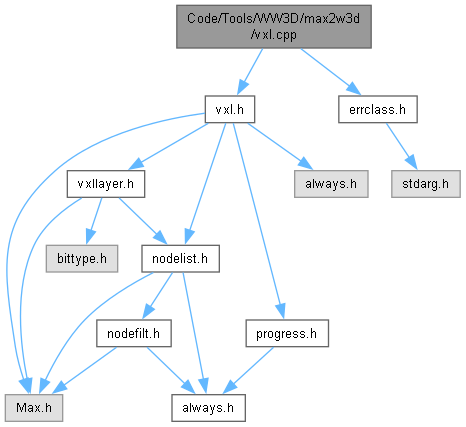 Code/Tools/WW3D/max2w3d
/vxl.cpp
vxl.h
errclass.h
vxllayer.h
always.h
stdarg.h
bittype.h
nodelist.h
nodefilt.h
progress.h
Max.h
always.h